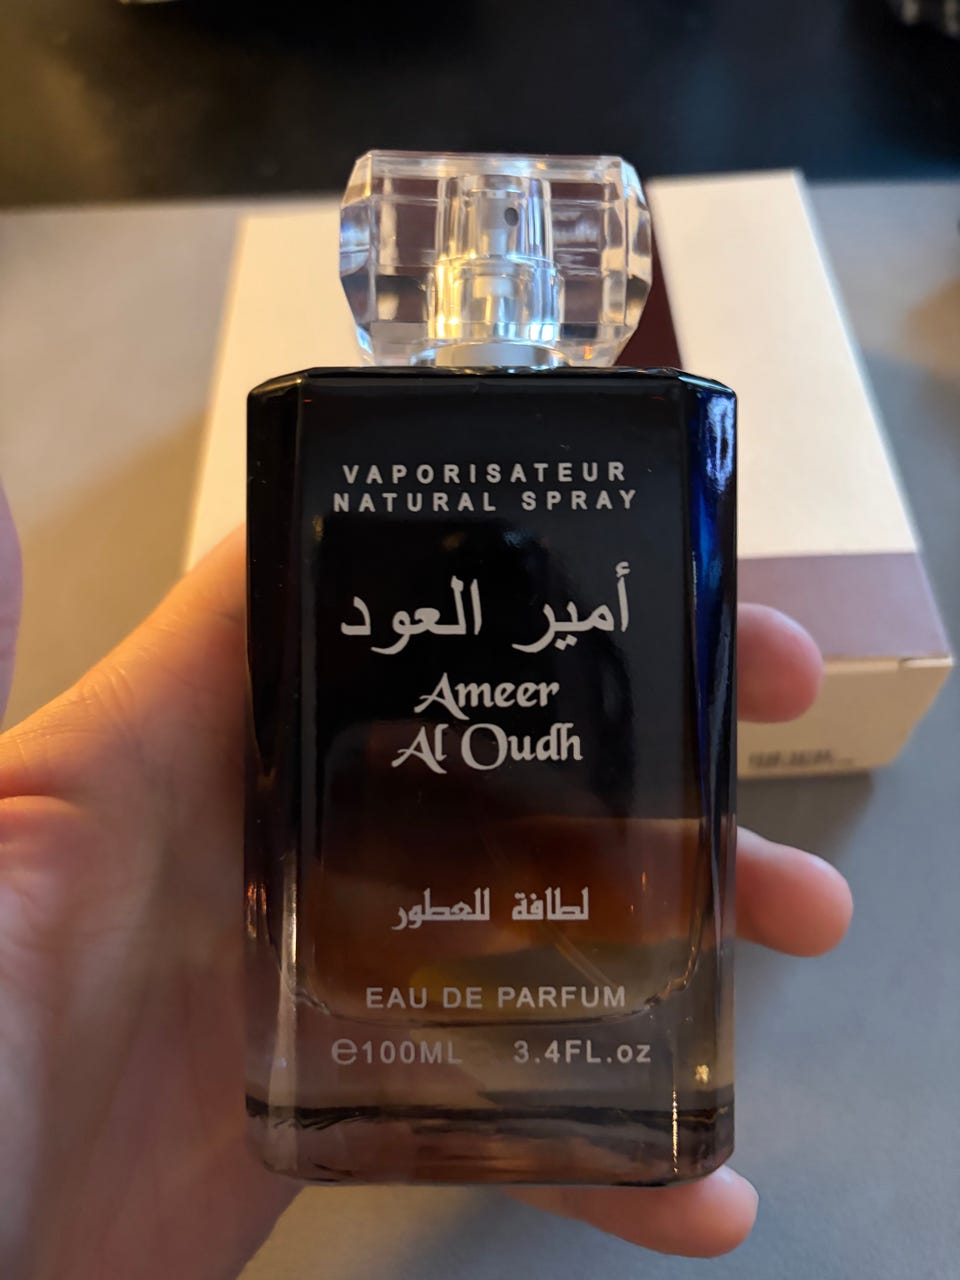 VAPORISATEUR
NATURAL SPRAY
أمير العود
Ameer
Al Oudh
لطافة للعطور
EAU DE PARFUM
℮100ML 3.4FL.oz